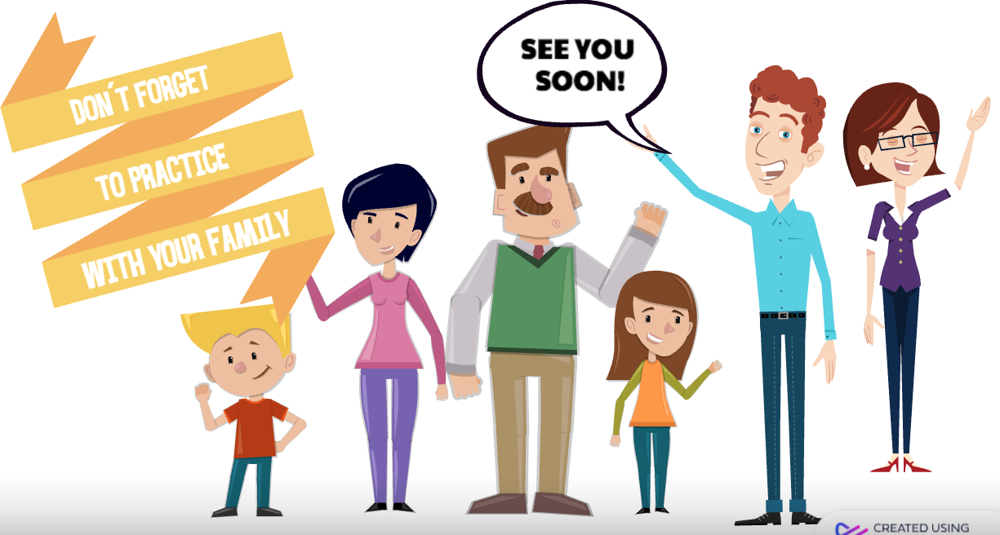 DON´T FORGET
TO PRACTICE
WITH YOUR FAMILY
SEE YOU
SOON!
CREATED USING